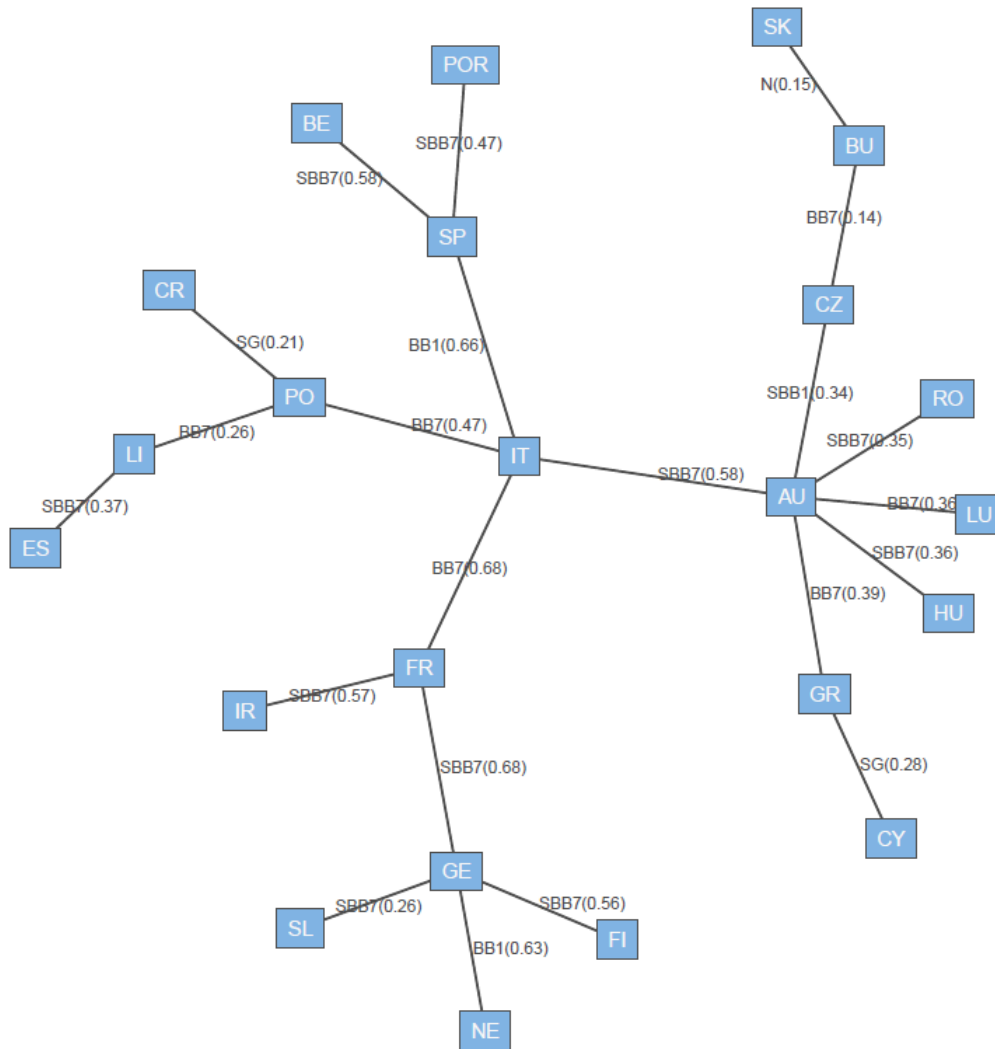 SK
POR
N(0.15)
BE
BU
SBB7(0.47)
SBB7(0.58)
BB7(0.14)
SP
CR
CZ
SG(0.21)
BB1(0.66)
SBB1(0.34)
PO
RO
BB7(0.47)
BB7(0.26)
SBB7(0.35)
LI
IT
SBB7(0.58)
AU
SBB7(0.37)
BB7(0.36
LU
ES
SBB7(0.36)
BB7(0.68)
BB7(0.39)
HU
FR
SBB7(0.57)
GR
IR
SBB7(0.68)
SG(0.28)
CY
GE
SBB7(0.26)
SBB7(0.56)
SL
FI
BB1(0.63)
NE